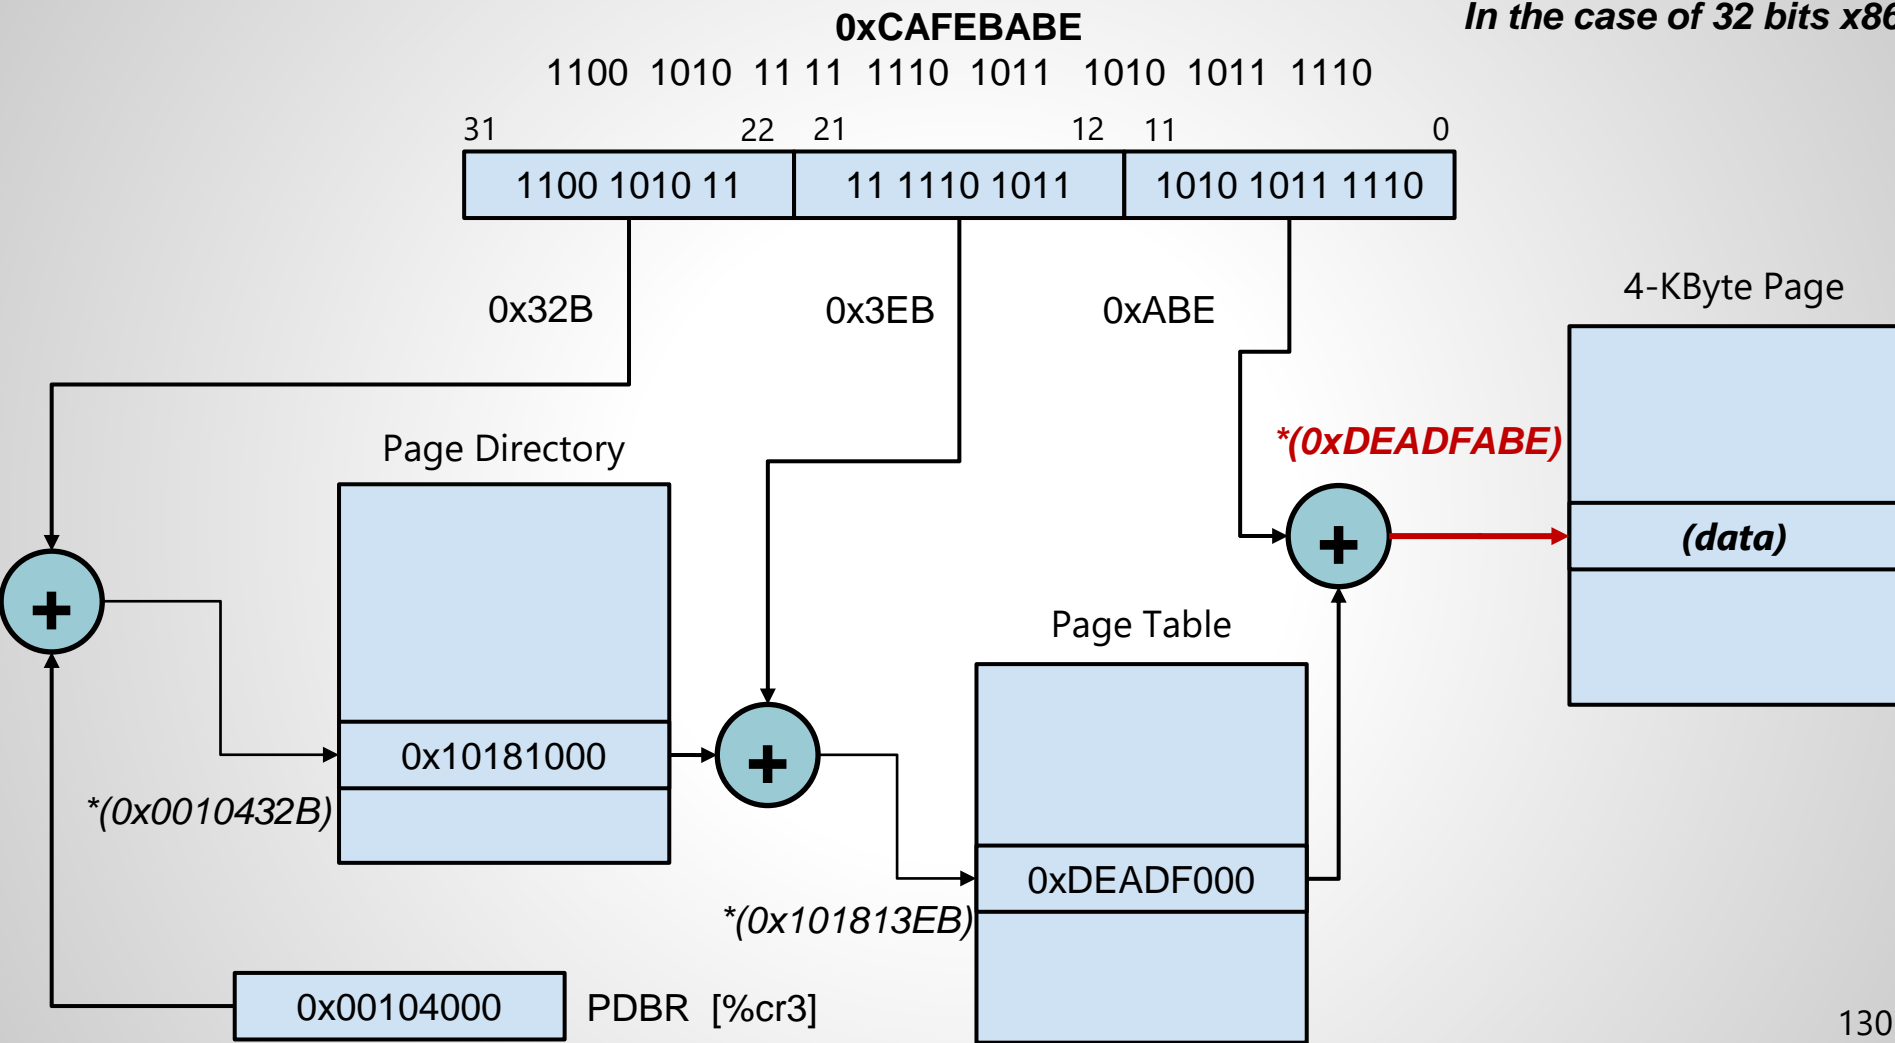 0xCAFEBABE
In the case of 32 bits x86
1100 1010 11 11 1110 1011 1010 1011 1110
31 22 21 12 11 0
1100 1010 11 11 1110 1011 1010 1011 1110
0x32B 0x3EB 0xABE
4-KByte Page
*(0xDEADFABE)
Page Directory
+
(data)
+
Page Table
0x10181000
+
*(0x0010432B)
0xDEADF000
*(0x101813EB)
0x00104000 PDBR [%cr3]
130